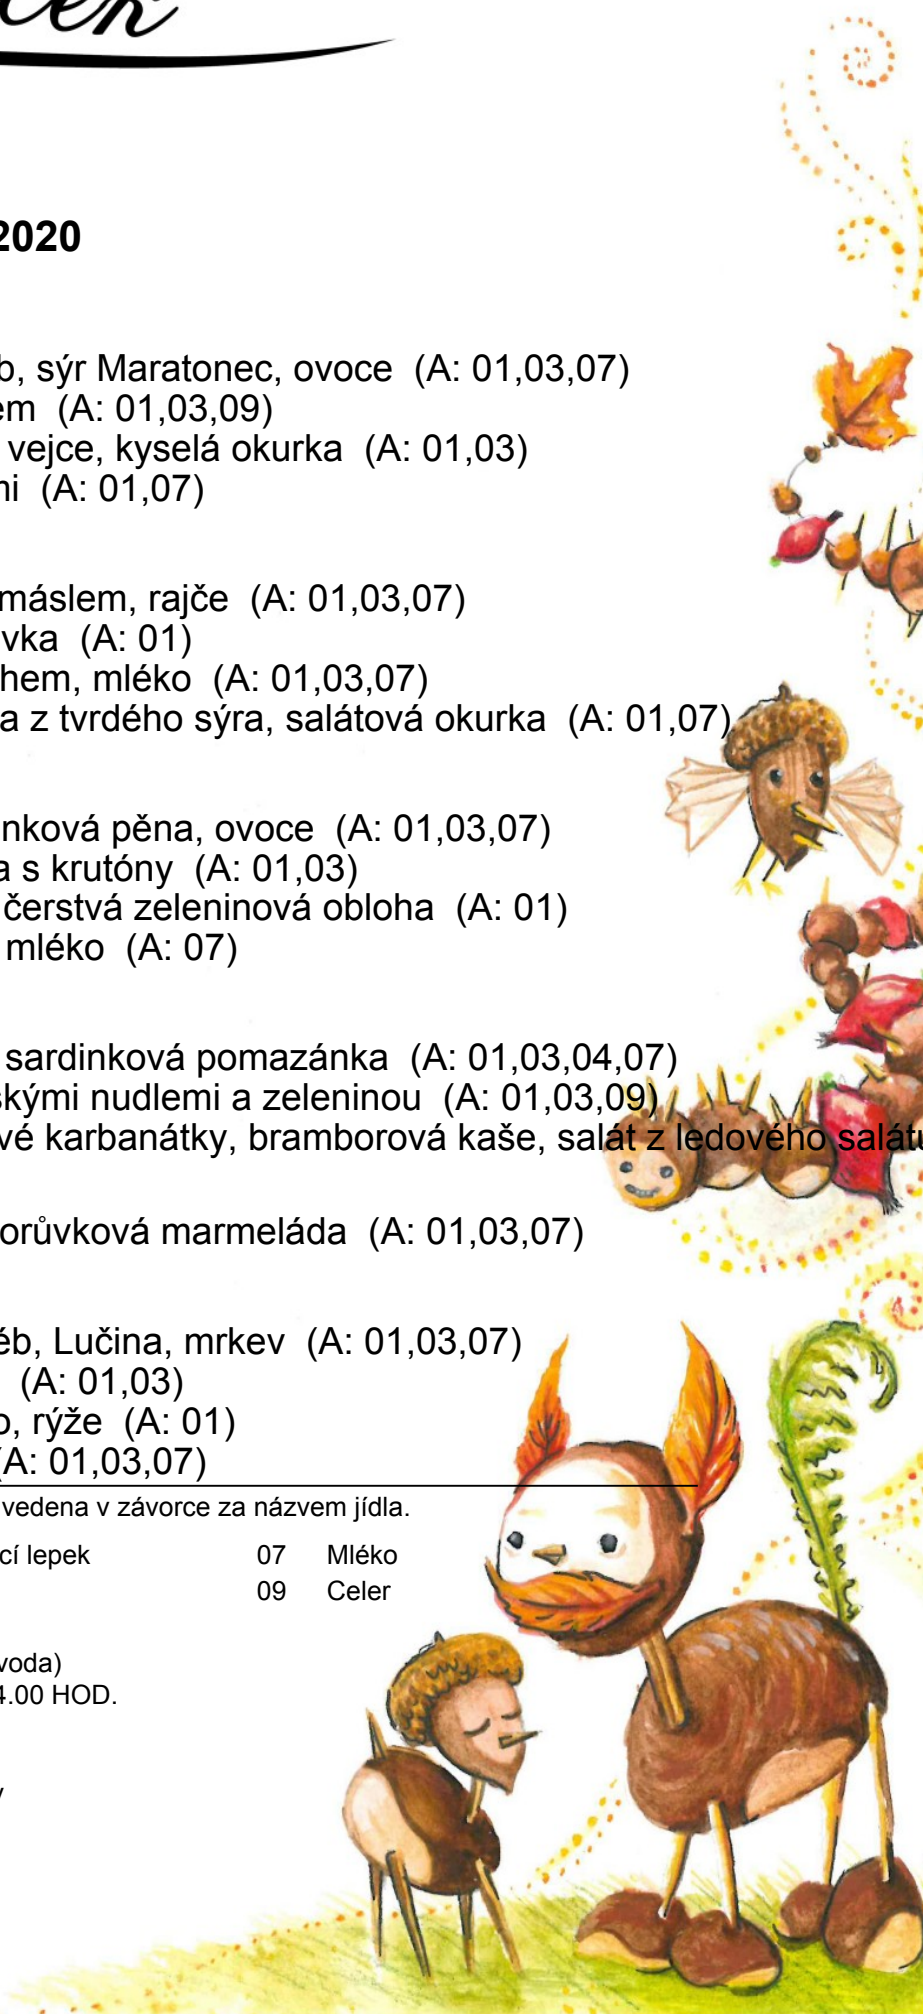 2020
sýr Maratonec, ovoce (A: 01,03,07)
(A: 01,03,09)
vejce, kyselá okurka (A: 01,03)
(A: 01,07)
máslem, rajče (A: 01,03,07)
vka (A: 01)
hem, mléko (A: 01,03,07)
a z tvrdého sýra, salátová okurka (A: 01,07)
nková pěna, ovoce (A: 01,03,07)
a s krutóny (A: 01,03)
čerstvá zeleninová obloha (A: 01)
mléko (A: 07)
sardinková pomazánka (A: 01,03,04,07)
skými nudlemi a zeleninou (A: 01,03,09)
vé karbanátky, bramborová kaše, salát z ledového salátu
orůvková marmeláda (A: 01,03,07)
éb, Lučina, mrkev (A: 01,03,07)
(A: 01,03)
o, rýže (A: 01)
(A: 01,03,07)
vedena v závorce za názvem jídla.
cí lepek 07 Mléko
09 Celer
voda)
4.00 HOD.